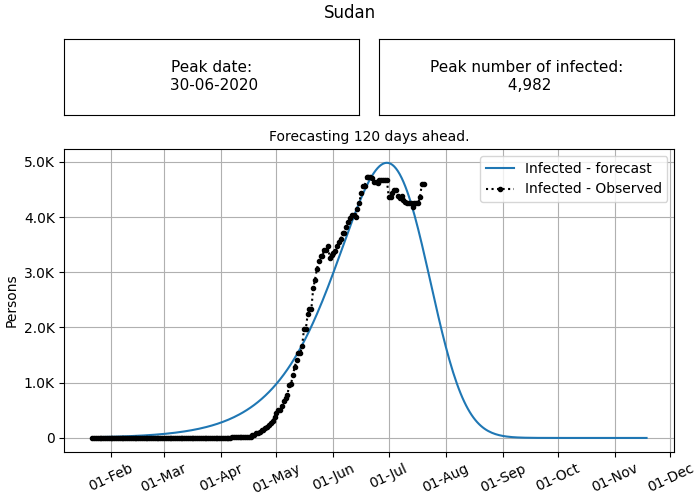 Sudan
Peak date:
30-06-2020
Peak number of infected:
4,982
Forecasting 120 days ahead.
Infected - forecast
Infected - Observed
5.0K
4.0K
3.0K
2.0K
1.0K
0
Persons
01-Feb
01-Mar
01-Apr
01-May
01-Jun
01-Jul
01-Aug
01-Sep
01-Oct
01-Nov
01-Dec